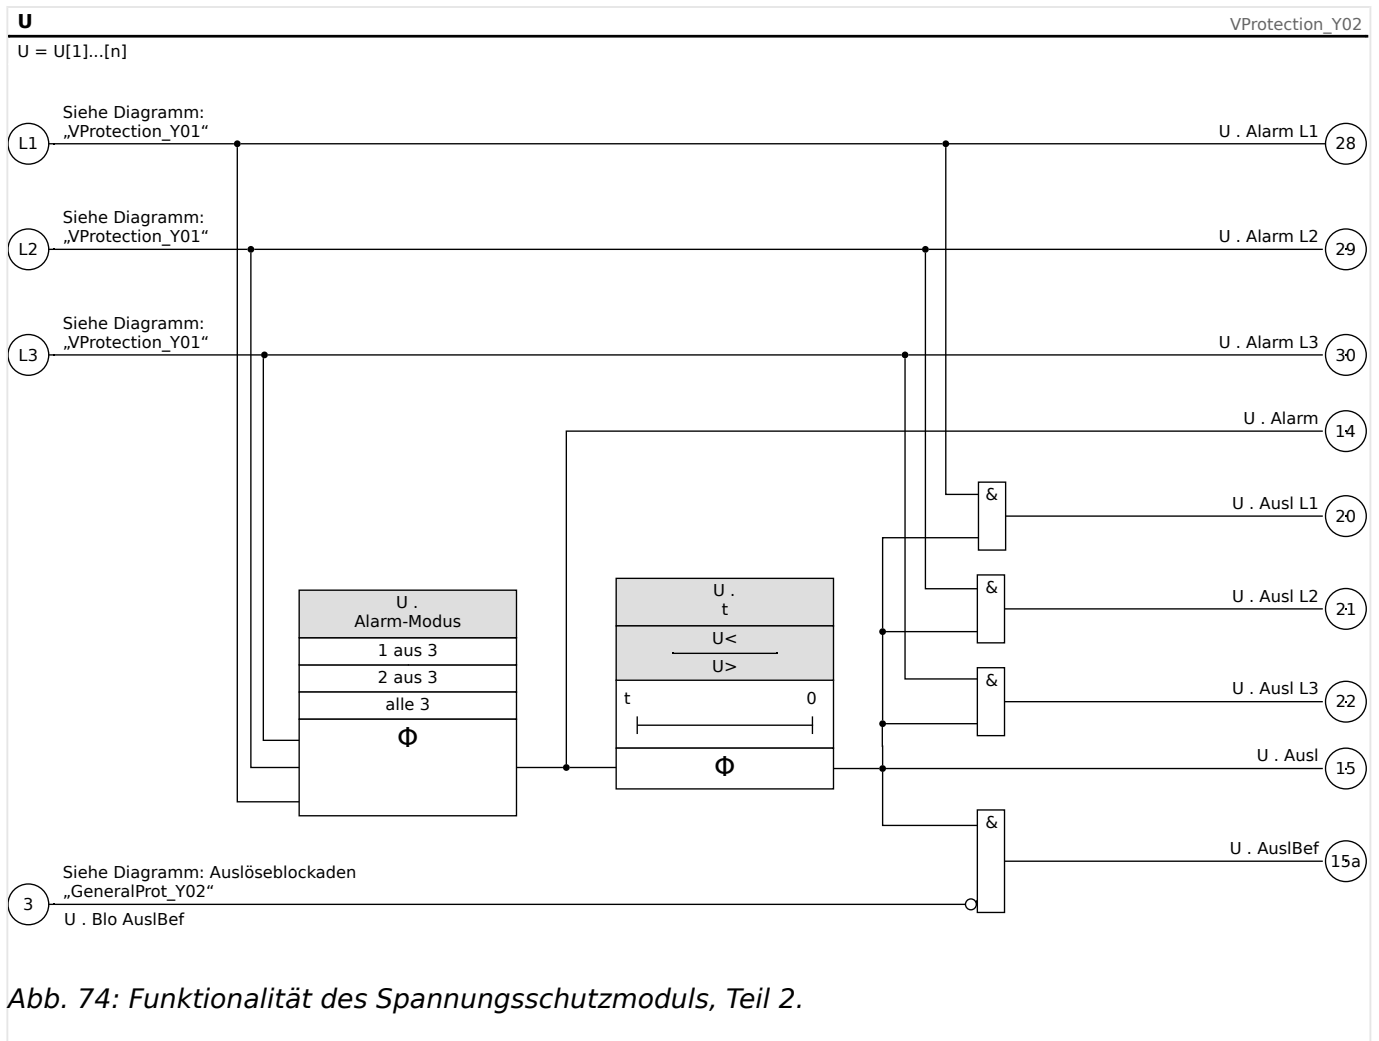 U
VProtection_Y02
U = U[1]...[n]
Siehe Diagramm:
„VProtection_Y01“
L1
U . Alarm L1
28
Siehe Diagramm:
„VProtection_Y01“
L2
U . Alarm L2
29
Siehe Diagramm:
„VProtection_Y01“
L3
U . Alarm L3
30
U . Alarm
14
&
U . Ausl L1
20
&
U . Ausl L2
21
&
U . Ausl L3
22
U .
Alarm-Modus
1 aus 3
2 aus 3
alle 3
Φ
U .
t
U<
U>
t 0
Φ
U . Ausl
15
&
U . AuslBef
15a
Siehe Diagramm: Auslöseblockaden
„GeneralProt_Y02“
3
U . Blo AuslBef
Abb. 74: Funktionalität des Spannungsschutzmoduls, Teil 2.